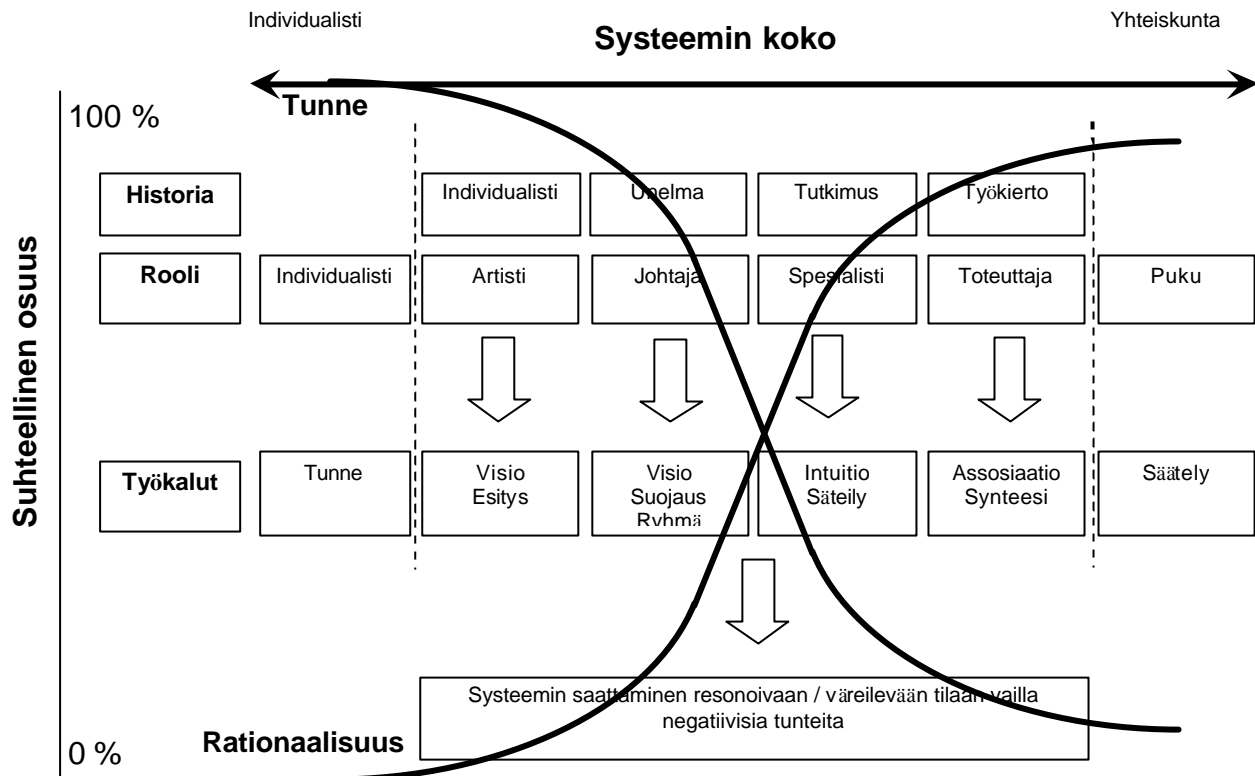 Individualisti
Systeemin koko
Yhteiskunta
Tunne
100 %
Suhteellinen osuus
Historia
Individualisti
Unelma
Tutkimus
Työkierto
Rooli
Individualisti
Artisti
Johtaja
Spesialisti
Toteuttaja
Puku
Työkalut
Tunne
Visio
Esitys
Visio
Suojaus
Ryhmä
Intuitio
Säteily
Assosiaatio
Synteesi
Säätely
Systeemin saattaminen resonoivaan / väreilevään tilaan vailla
negatiivisia tunteita
Rationaalisuus
0 %